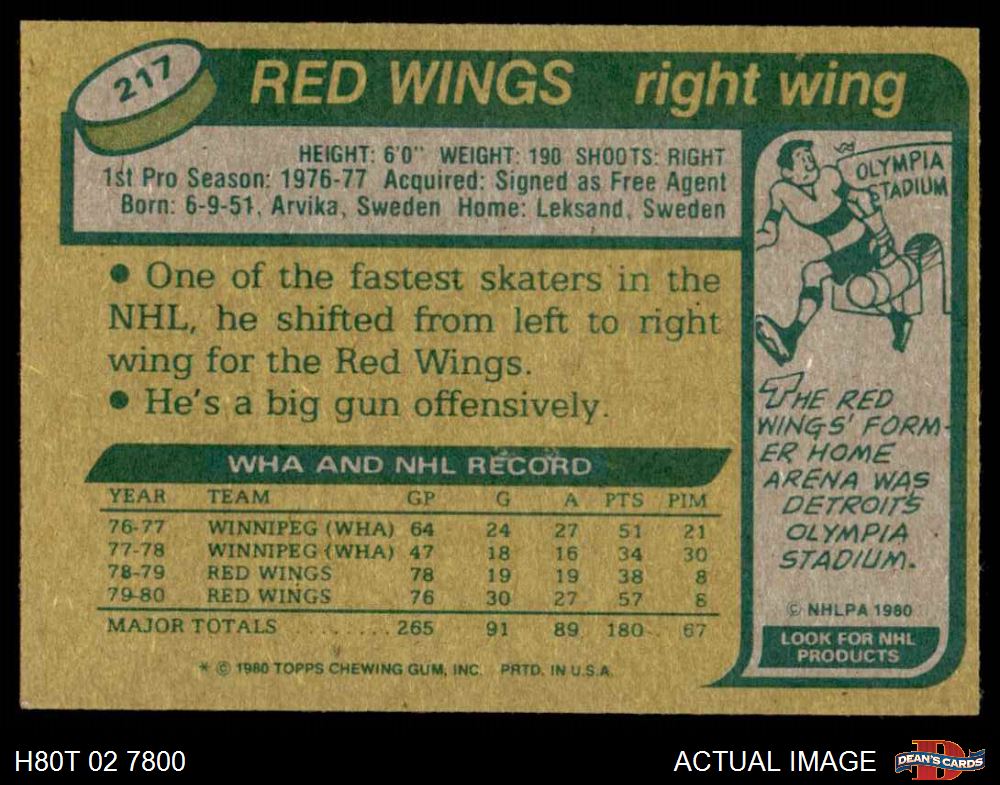 217
RED WINGS right wing
HEIGHT: 6'0" WEIGHT: 190 SHOOTS: RIGHT
1st Pro Season: 1976-77 Acquired: Signed as Free Agent
Born: 6-9-51, Arvika, Sweden Home: Leksand, Sweden
● One of the fastest skaters in the
NHL, he shifted from left to right
wing for the Red Wings.
● He's a big gun offensively.
WHA AND NHL RECORD
YEAR TEAM GP G A PTS PIM
76-77 WINNIPEG (WHA) 64 24 27 51 21
77-78 WINNIPEG (WHA) 47 18 16 34 30
78-79 RED WINGS 78 19 19 38 8
79-80 RED WINGS 76 30 27 57 8
MAJOR TOTALS ........ 265 91 89 180 67
* © 1980 TOPPS CHEWING GUM, INC. PRTD. IN U.S.A.
OLYMPIA
STADIUM
THE RED
WINGS' FORM-
ER HOME
ARENA WAS
DETROIT'S
OLYMPIA
STADIUM.
© NHLPA 1980
LOOK FOR NHL
PRODUCTS
H80T 02 7800
ACTUAL IMAGE
D
DEAN'S CARDS